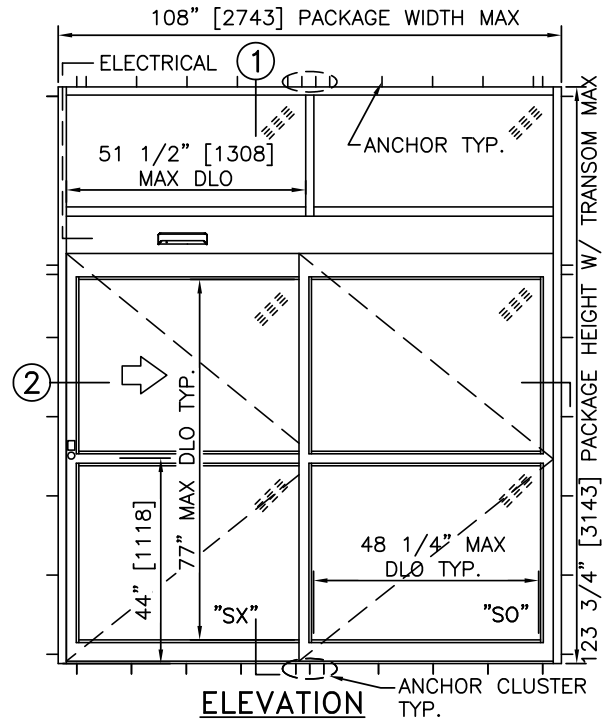 108" [2743] PACKAGE WIDTH MAX
ELECTRICAL
1
51 1/2" [1308]
MAX DLO
ANCHOR TYP.
123 3/4" [3143] PACKAGE HEIGHT W/ TRANSOM MAX
2
77" MAX DLO TYP.
44" [1118]
48 1/4" MAX
DLO TYP.
"SX"
"SO"
ELEVATION
ANCHOR CLUSTER
TYP.